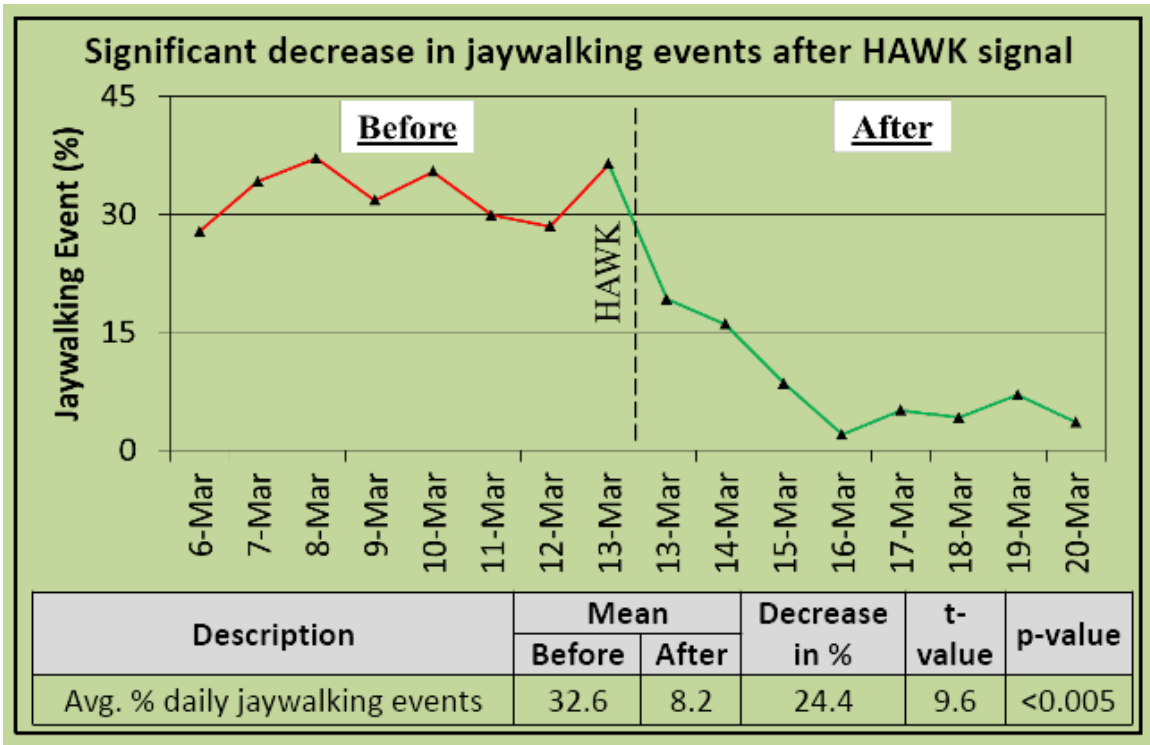 Significant decrease in jaywalking events after HAWK signal
Jaywalking Event (%)
45
30
15
0
Before
After
HAWK
6-Mar
7-Mar
8-Mar
9-Mar
10-Mar
11-Mar
12-Mar
13-Mar
13-Mar
14-Mar
15-Mar
16-Mar
17-Mar
18-Mar
19-Mar
20-Mar
Description
Mean
Before After
Decrease
in %
t-
value
p-value
Avg. % daily jaywalking events 32.6 8.2 24.4 9.6 <0.005